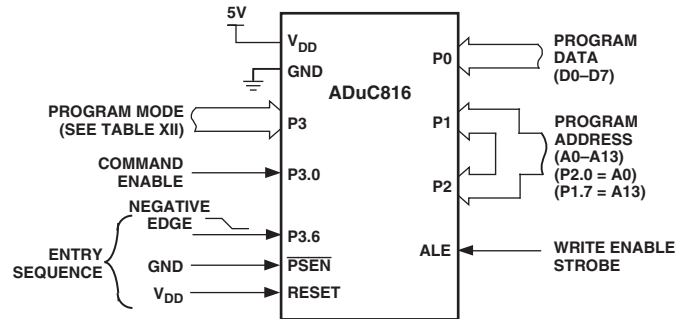 5V
V_DD
GND
ADuC816
PROGRAM MODE
(SEE TABLE XII)
P3
COMMAND
ENABLE
P3.0
NEGATIVE
EDGE
P3.6
ENTRY
SEQUENCE
GND
PSEN
V_DD
RESET
P0
PROGRAM
DATA
(D0–D7)
P1
P2
PROGRAM
ADDRESS
(A0–A13)
(P2.0 = A0)
(P1.7 = A13)
ALE
WRITE ENABLE
STROBE